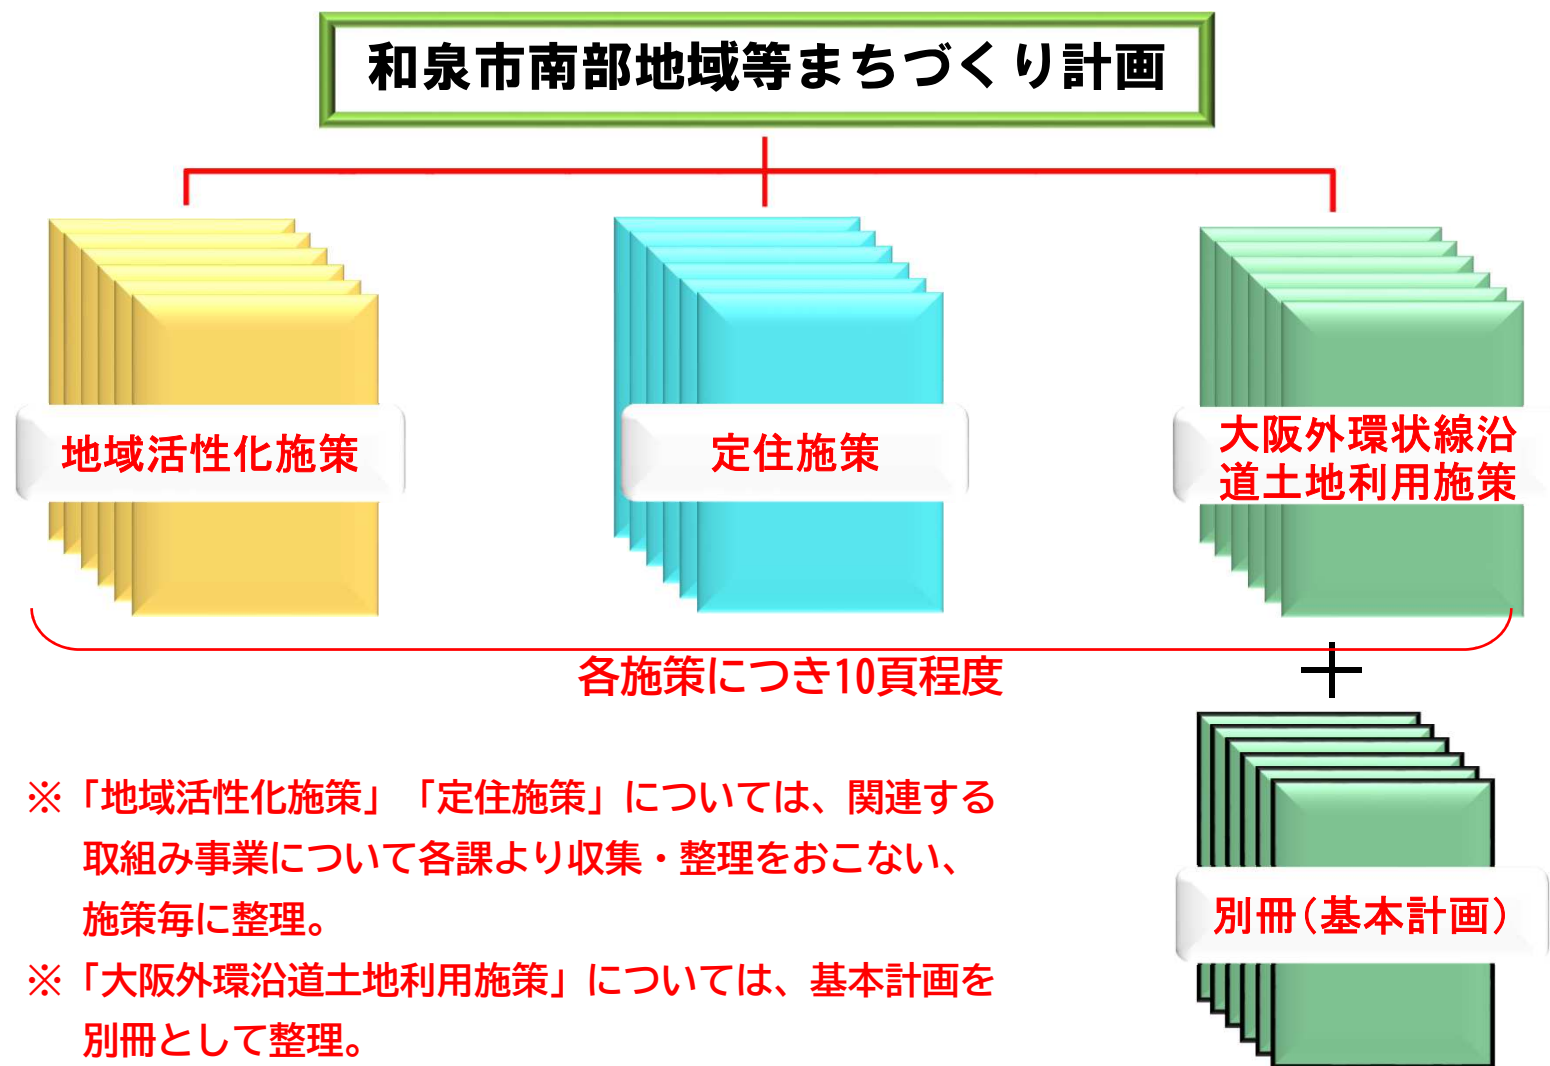 和泉市南部地域等まちづくり計画
地域活性化施策
定住施策
大阪外環状線沿
道土地利用施策
各施策につき10頁程度
＋
※「地域活性化施策」「定住施策」については、関連する
取組み事業について各課より収集・整理をおこない、
施策毎に整理。
※「大阪外環沿道土地利用施策」については、基本計画を
別冊として整理。
別冊(基本計画)